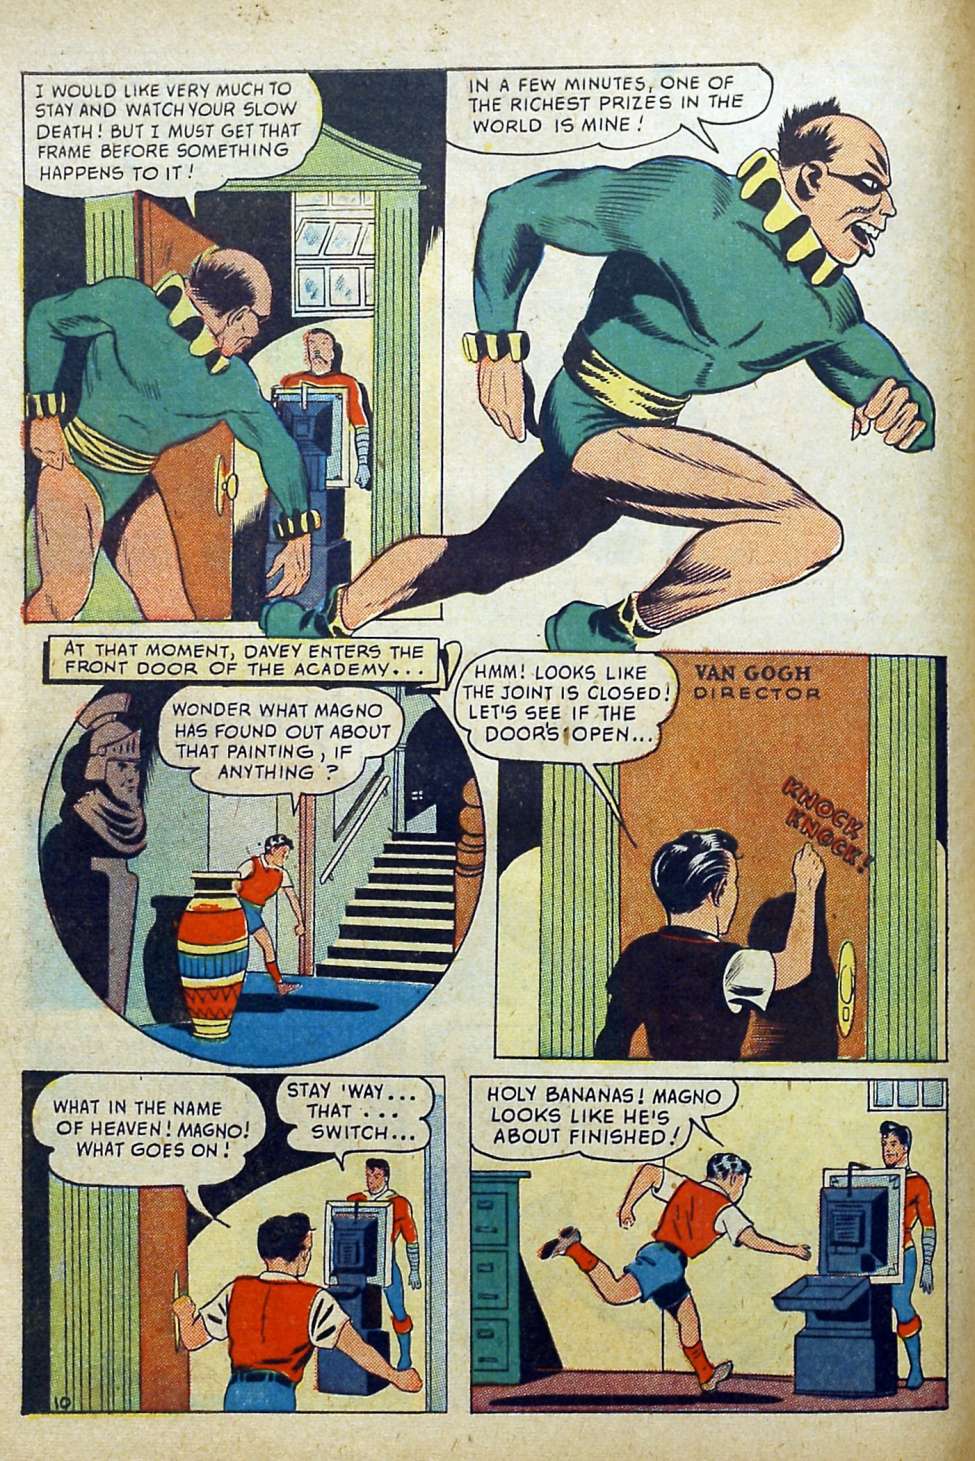 I WOULD LIKE VERY MUCH TO
STAY AND WATCH YOUR SLOW
DEATH! BUT I MUST GET THAT
FRAME BEFORE SOMETHING
HAPPENS TO IT!
IN A FEW MINUTES, ONE OF
THE RICHEST PRIZES IN THE
WORLD IS MINE!
AT THAT MOMENT, DAVEY ENTERS THE
FRONT DOOR OF THE ACADEMY...
WONDER WHAT MAGNO
HAS FOUND OUT ABOUT
THAT PAINTING, IF
ANYTHING?
HMM! LOOKS LIKE
THE JOINT IS CLOSED!
LET'S SEE IF THE
DOOR'S OPEN...
VAN GOGH
DIRECTOR
KNOCK
KNOCK!
WHAT IN THE NAME
OF HEAVEN! MAGNO!
WHAT GOES ON!
STAY 'WAY...
THAT...
SWITCH...
HOLY BANANAS! MAGNO
LOOKS LIKE HE'S
ABOUT FINISHED!
10